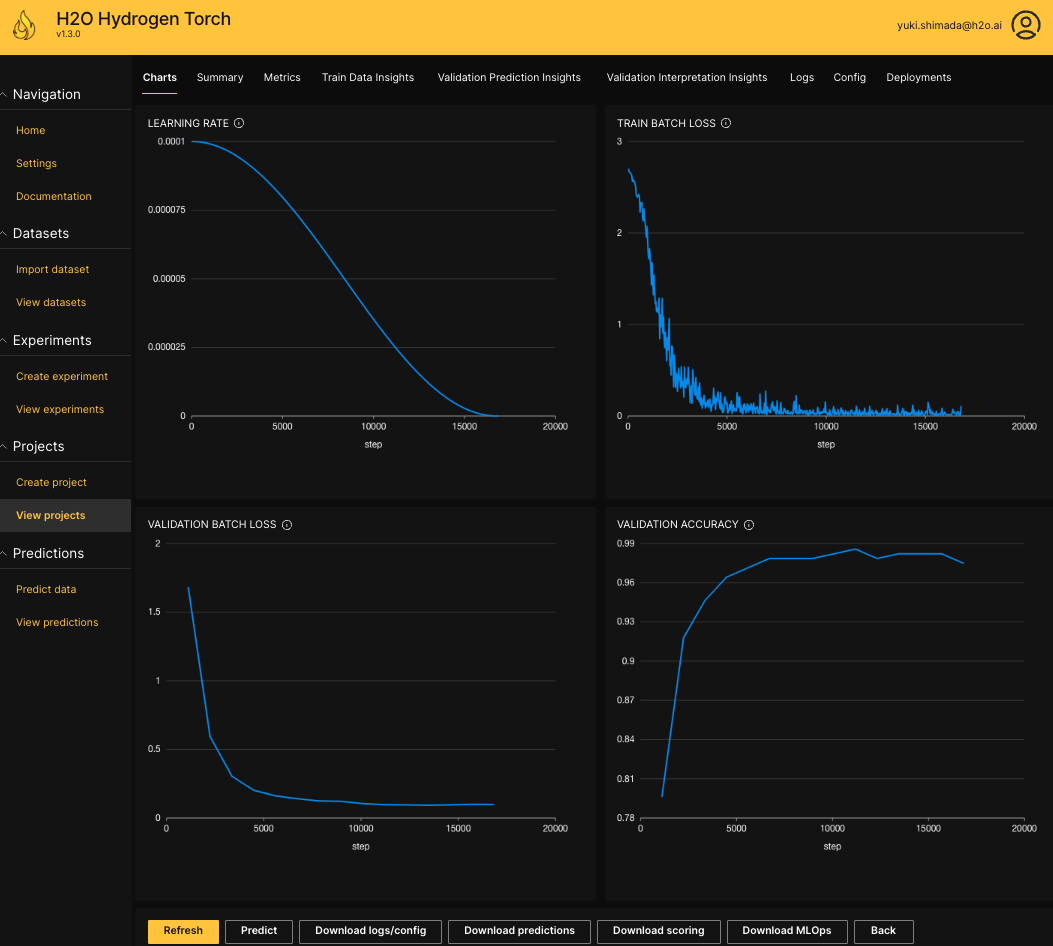 H2O Hydrogen Torch
v1.3.0
yuki.shimada@h2o.ai
Navigation
Home
Settings
Documentation
Datasets
Import dataset
View datasets
Experiments
Create experiment
View experiments
Projects
Create project
View projects
Predictions
Predict data
View predictions
Charts Summary Metrics Train Data Insights Validation Prediction Insights Validation Interpretation Insights Logs Config Deployments
LEARNING RATE
0.0001
0.000075
0.00005
0.000025
0
0 5000 10000 15000 20000
step
TRAIN BATCH LOSS
3
2
1
0
0 5000 10000 15000 20000
step
VALIDATION BATCH LOSS
2
1.5
1
0.5
0
0 5000 10000 15000 20000
step
VALIDATION ACCURACY
0.99
0.96
0.93
0.9
0.87
0.84
0.81
0.78
0 5000 10000 15000 20000
step
Refresh Predict Download logs/config Download predictions Download scoring Download MLOps Back